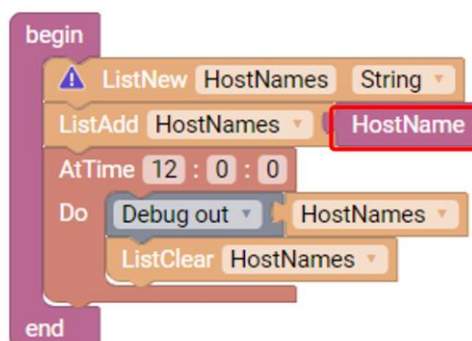 begin
ListNew HostNames String
ListAdd HostNames HostName
AtTime 12 : 0 : 0
Do Debug out HostNames
ListClear HostNames
end